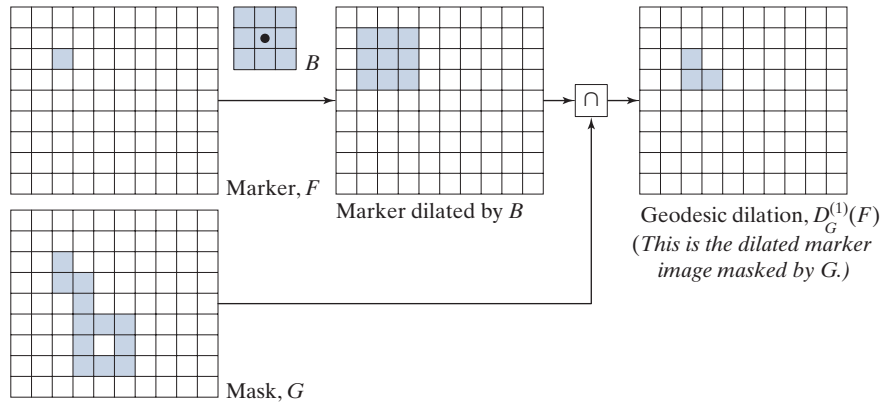 B
Marker, F
Marker dilated by B
∩
Geodesic dilation, D_G^(1)(F)
(This is the dilated marker
image masked by G.)
Mask, G